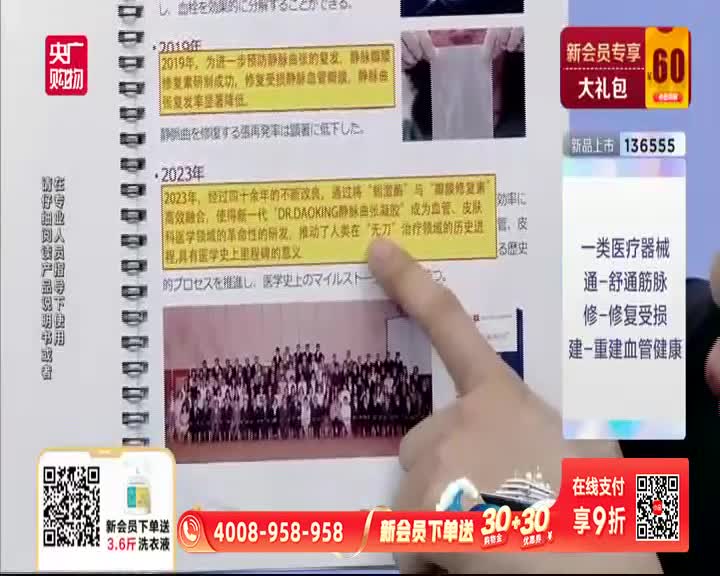 し、血栓を効果的に分解することができる。
央广
购物
2019年
2019年，为进一步预防静脉曲张的复发，静脉瓣膜
修复素研制成功，修复受损静脉血管瓣膜，静脉曲
张复发率显著降低。
静脈曲を修復する張再発率は顕著に低下した。
2023年
2023年，经过四十余年的不断改良，通过将“蚓激酶”与“瓣膜修复素”
高效融合，使得新一代“DR.DAOKING静脉曲张凝胶”成为血管、皮肤
科医学领域的革命性的研发，推动了人类在“无刀”治疗领域的历史进
程,具有医学史上里程碑的意义
効率に
管、皮
る歴史
的プロセスを推進し、医学史上のマイルストー
つ。
请仔细阅读产品说明书或者
在专业人员指导下使用
新会员专享
大礼包
¥60
新品上市 136555
一类医疗器械
通-舒通筋脉
修-修复受损
建-重建血管健康
新会员下单送
3.6斤 洗衣液
4008-958-958
新会员下单送
30+30
购物金
优惠券
在线支付
享9折